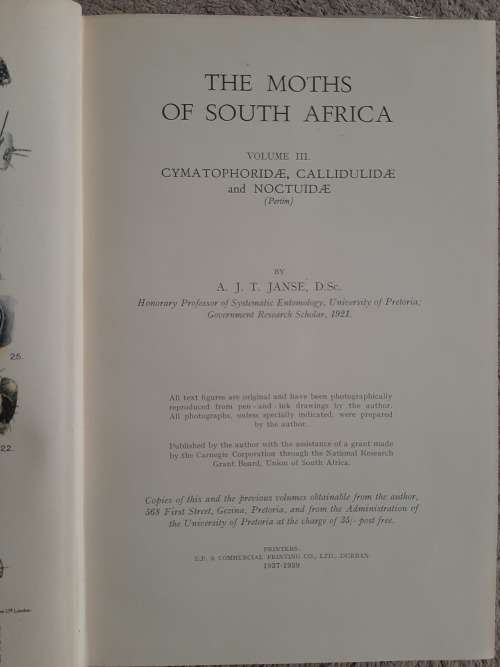 THE MOTHS
OF SOUTH AFRICA
VOLUME III.
CYMATOPHORIDÆ, CALLIDULIDÆ
and NOCTUIDÆ
(Partim)
BY
A. J. T. JANSE, D.Sc.
Honorary Professor of Systematic Entomology, University of Pretoria;
Government Research Scholar, 1921.
All text figures are original and have been photographically
reproduced from pen-and-ink drawings by the author.
All photographs, unless specially indicated, were prepared
by the author.
Published by the author with the assistance of a grant made
by the Carnegie Corporation through the National Research
Grant Board, Union of South Africa.
Copies of this and the previous volumes obtainable from the author,
568 First Street, Gezina, Pretoria, and from the Administration of
the University of Pretoria at the charge of 35/- post free.
PRINTERS:
E.P. & COMMERCIAL PRINTING CO., LTD., DURBAN
1937-1939
25.
22.
London